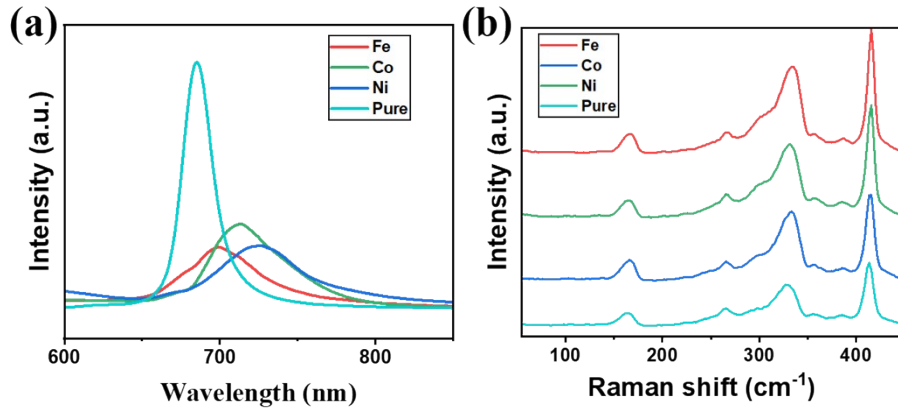 (a)
Fe
Co
Ni
Pure
Intensity (a.u.)
600
700
800
Wavelength (nm)
(b)
Fe
Co
Ni
Pure
Intensity (a.u.)
100
200
300
400
Raman shift (cm⁻¹)